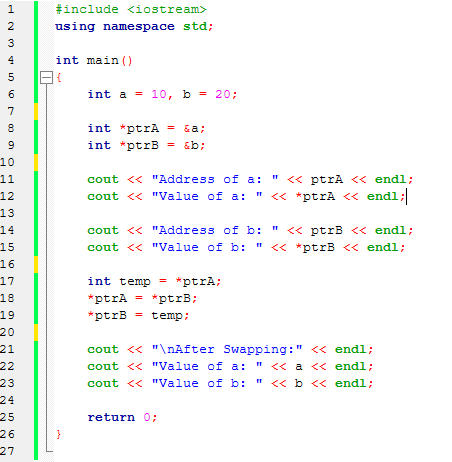 1 #include <iostream>
2 using namespace std;
3
4 int main()
5 {
6 int a = 10, b = 20;
7
8 int *ptrA = &a;
9 int *ptrB = &b;
10
11 cout << "Address of a: " << ptrA << endl;
12 cout << "Value of a: " << *ptrA << endl;
13
14 cout << "Address of b: " << ptrB << endl;
15 cout << "Value of b: " << *ptrB << endl;
16
17 int temp = *ptrA;
18 *ptrA = *ptrB;
19 *ptrB = temp;
20
21 cout << "\nAfter Swapping:" << endl;
22 cout << "Value of a: " << a << endl;
23 cout << "Value of b: " << b << endl;
24
25 return 0;
26 }
27